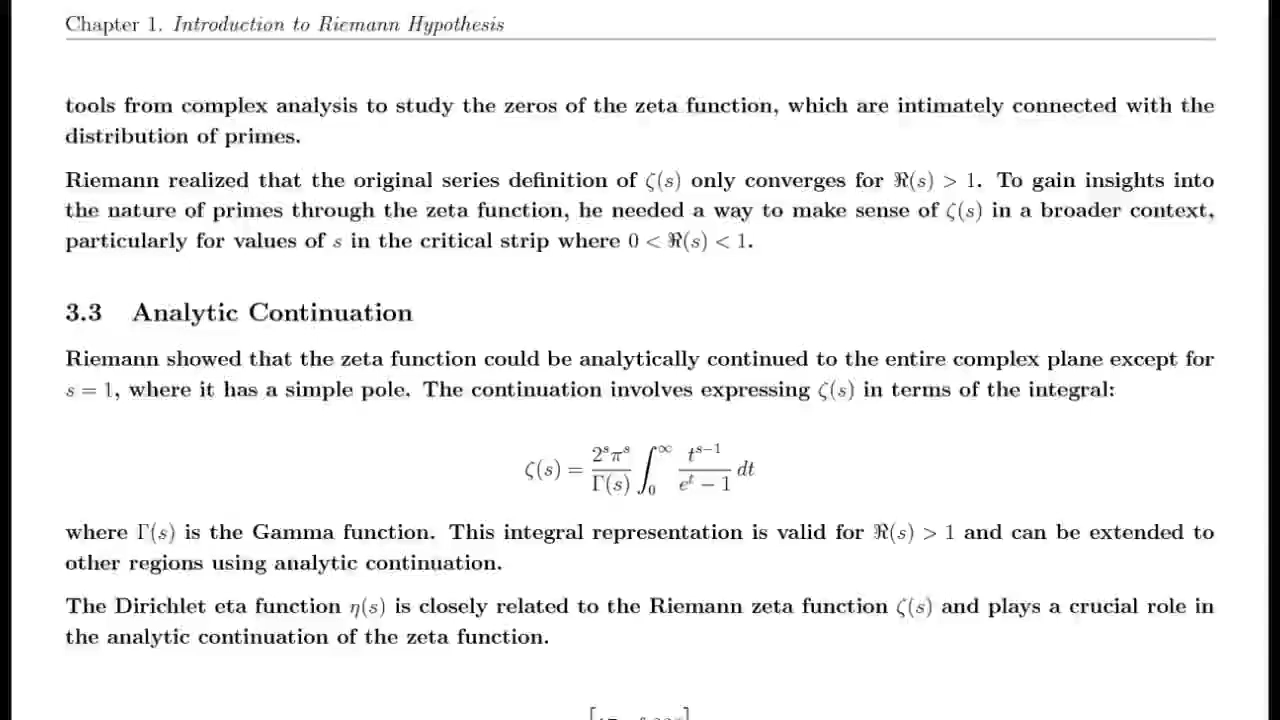 Chapter 1. Introduction to Riemann Hypothesis
tools from complex analysis to study the zeros of the zeta function, which are intimately connected with the
distribution of primes.
Riemann realized that the original series definition of ζ(s) only converges for ℜ(s) > 1. To gain insights into
the nature of primes through the zeta function, he needed a way to make sense of ζ(s) in a broader context,
particularly for values of s in the critical strip where 0 < ℜ(s) < 1.
3.3 Analytic Continuation
Riemann showed that the zeta function could be analytically continued to the entire complex plane except for
s = 1, where it has a simple pole. The continuation involves expressing ζ(s) in terms of the integral:
ζ(s) = 2^s π^s / Γ(s) ∫_0^∞ t^{s−1} / (e^t − 1) dt
where Γ(s) is the Gamma function. This integral representation is valid for ℜ(s) > 1 and can be extended to
other regions using analytic continuation.
The Dirichlet eta function η(s) is closely related to the Riemann zeta function ζ(s) and plays a crucial role in
the analytic continuation of the zeta function.